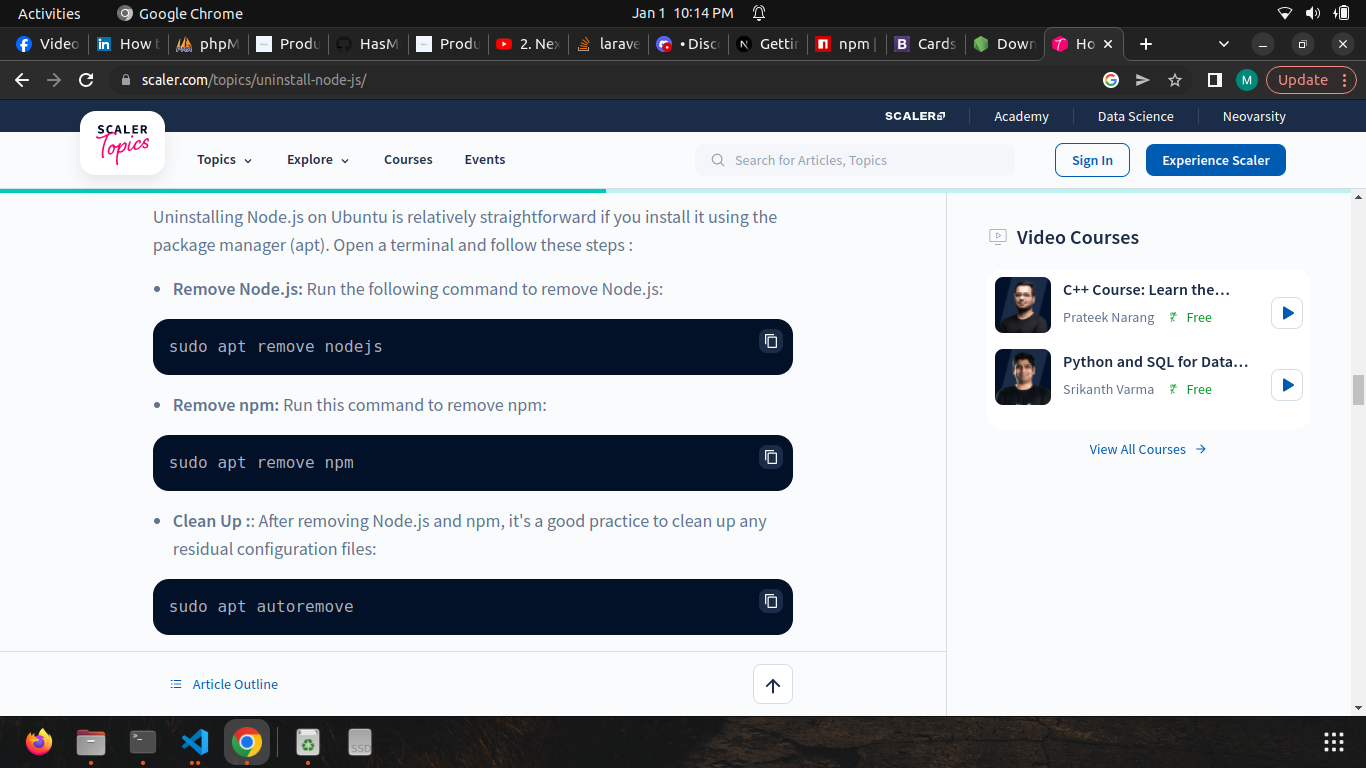 Activities Google Chrome Jan 1 10:14 PM
Video How t phpM Produ HasM Produ 2. Nex larave • Disco Gettin npm | Cards Down Ho
scaler.com/topics/uninstall-node-js/ M Update
SCALER Academy Data Science Neovarsity
SCALER
Topics
Topics Explore Courses Events Search for Articles, Topics Sign In Experience Scaler
Uninstalling Node.js on Ubuntu is relatively straightforward if you install it using the
package manager (apt). Open a terminal and follow these steps :
• Remove Node.js: Run the following command to remove Node.js:
sudo apt remove nodejs
• Remove npm: Run this command to remove npm:
sudo apt remove npm
• Clean Up :: After removing Node.js and npm, it's a good practice to clean up any
residual configuration files:
sudo apt autoremove
Article Outline
Video Courses
C++ Course: Learn the…
Prateek Narang Free
Python and SQL for Data…
Srikanth Varma Free
View All Courses
SSD